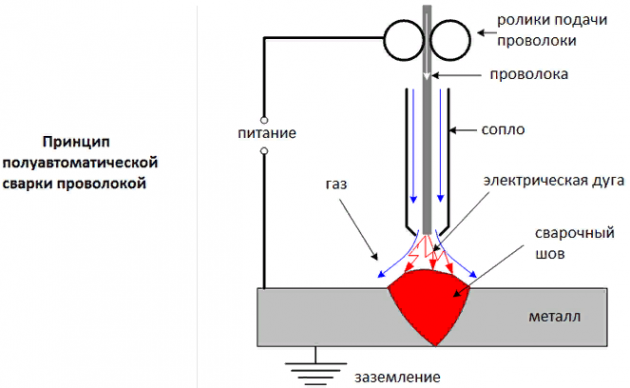 Принцип
полуавтоматической
сварки проволокой
ролики подачи
проволоки
проволока
питание
сопло
газ
электрическая дуга
сварочный
шов
металл
заземление